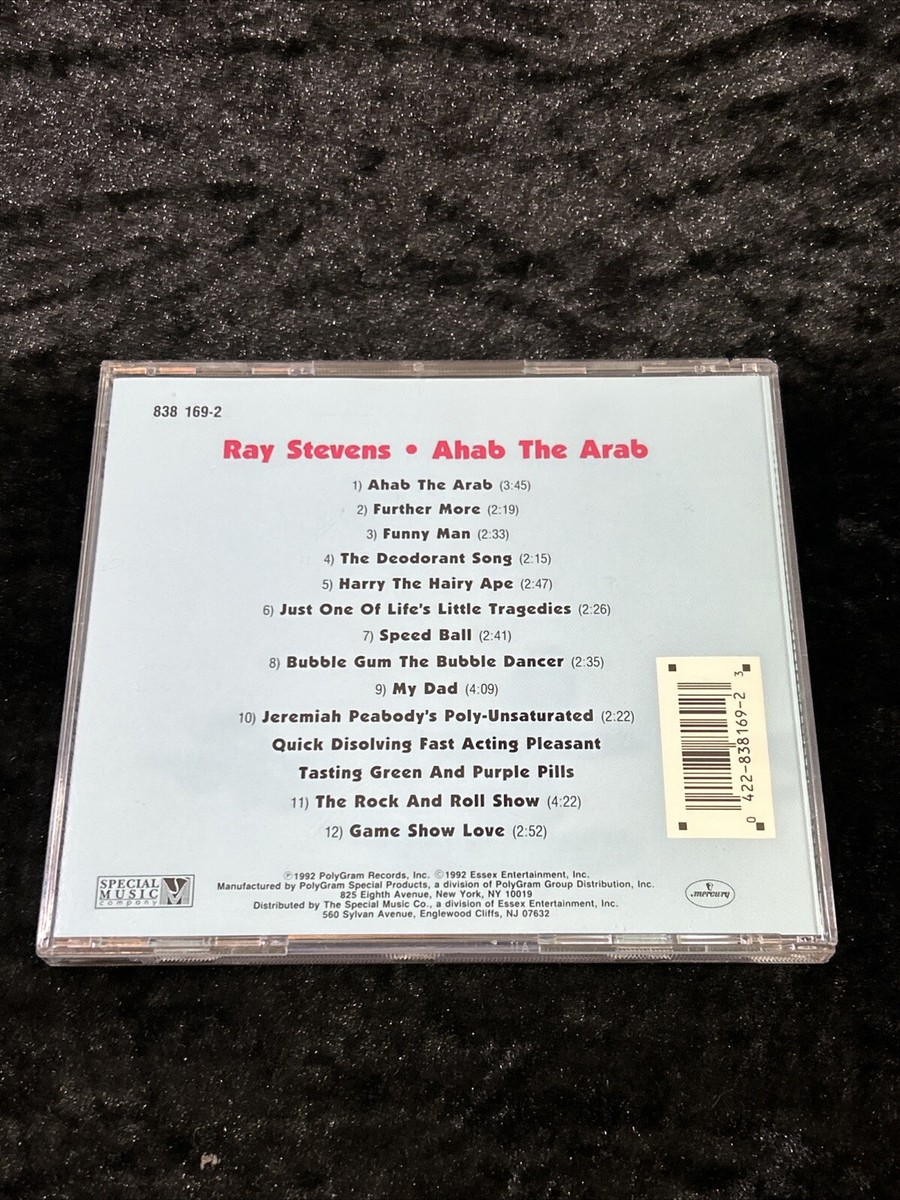 838 169-2
Ray Stevens • Ahab The Arab
1) Ahab The Arab (3:45)
2) Further More (2:19)
3) Funny Man (2:33)
4) The Deodorant Song (2:15)
5) Harry The Hairy Ape (2:47)
6) Just One Of Life's Little Tragedies (2:26)
7) Speed Ball (2:41)
8) Bubble Gum The Bubble Dancer (2:35)
9) My Dad (4:09)
10) Jeremiah Peabody's Poly-Unsaturated (2:22)
Quick Disolving Fast Acting Pleasant
Tasting Green And Purple Pills
11) The Rock And Roll Show (4:22)
12) Game Show Love (2:52)
0 422-838169-2 3
SPECIAL
MUSIC
company
℗1992 PolyGram Records, Inc. ©1992 Essex Entertainment, Inc.
Manufactured by PolyGram Special Products, a division of PolyGram Group Distribution, Inc.
825 Eighth Avenue, New York, NY 10019
Distributed by The Special Music Co., a division of Essex Entertainment, Inc.
560 Sylvan Avenue, Englewood Cliffs, NJ 07632
mercury